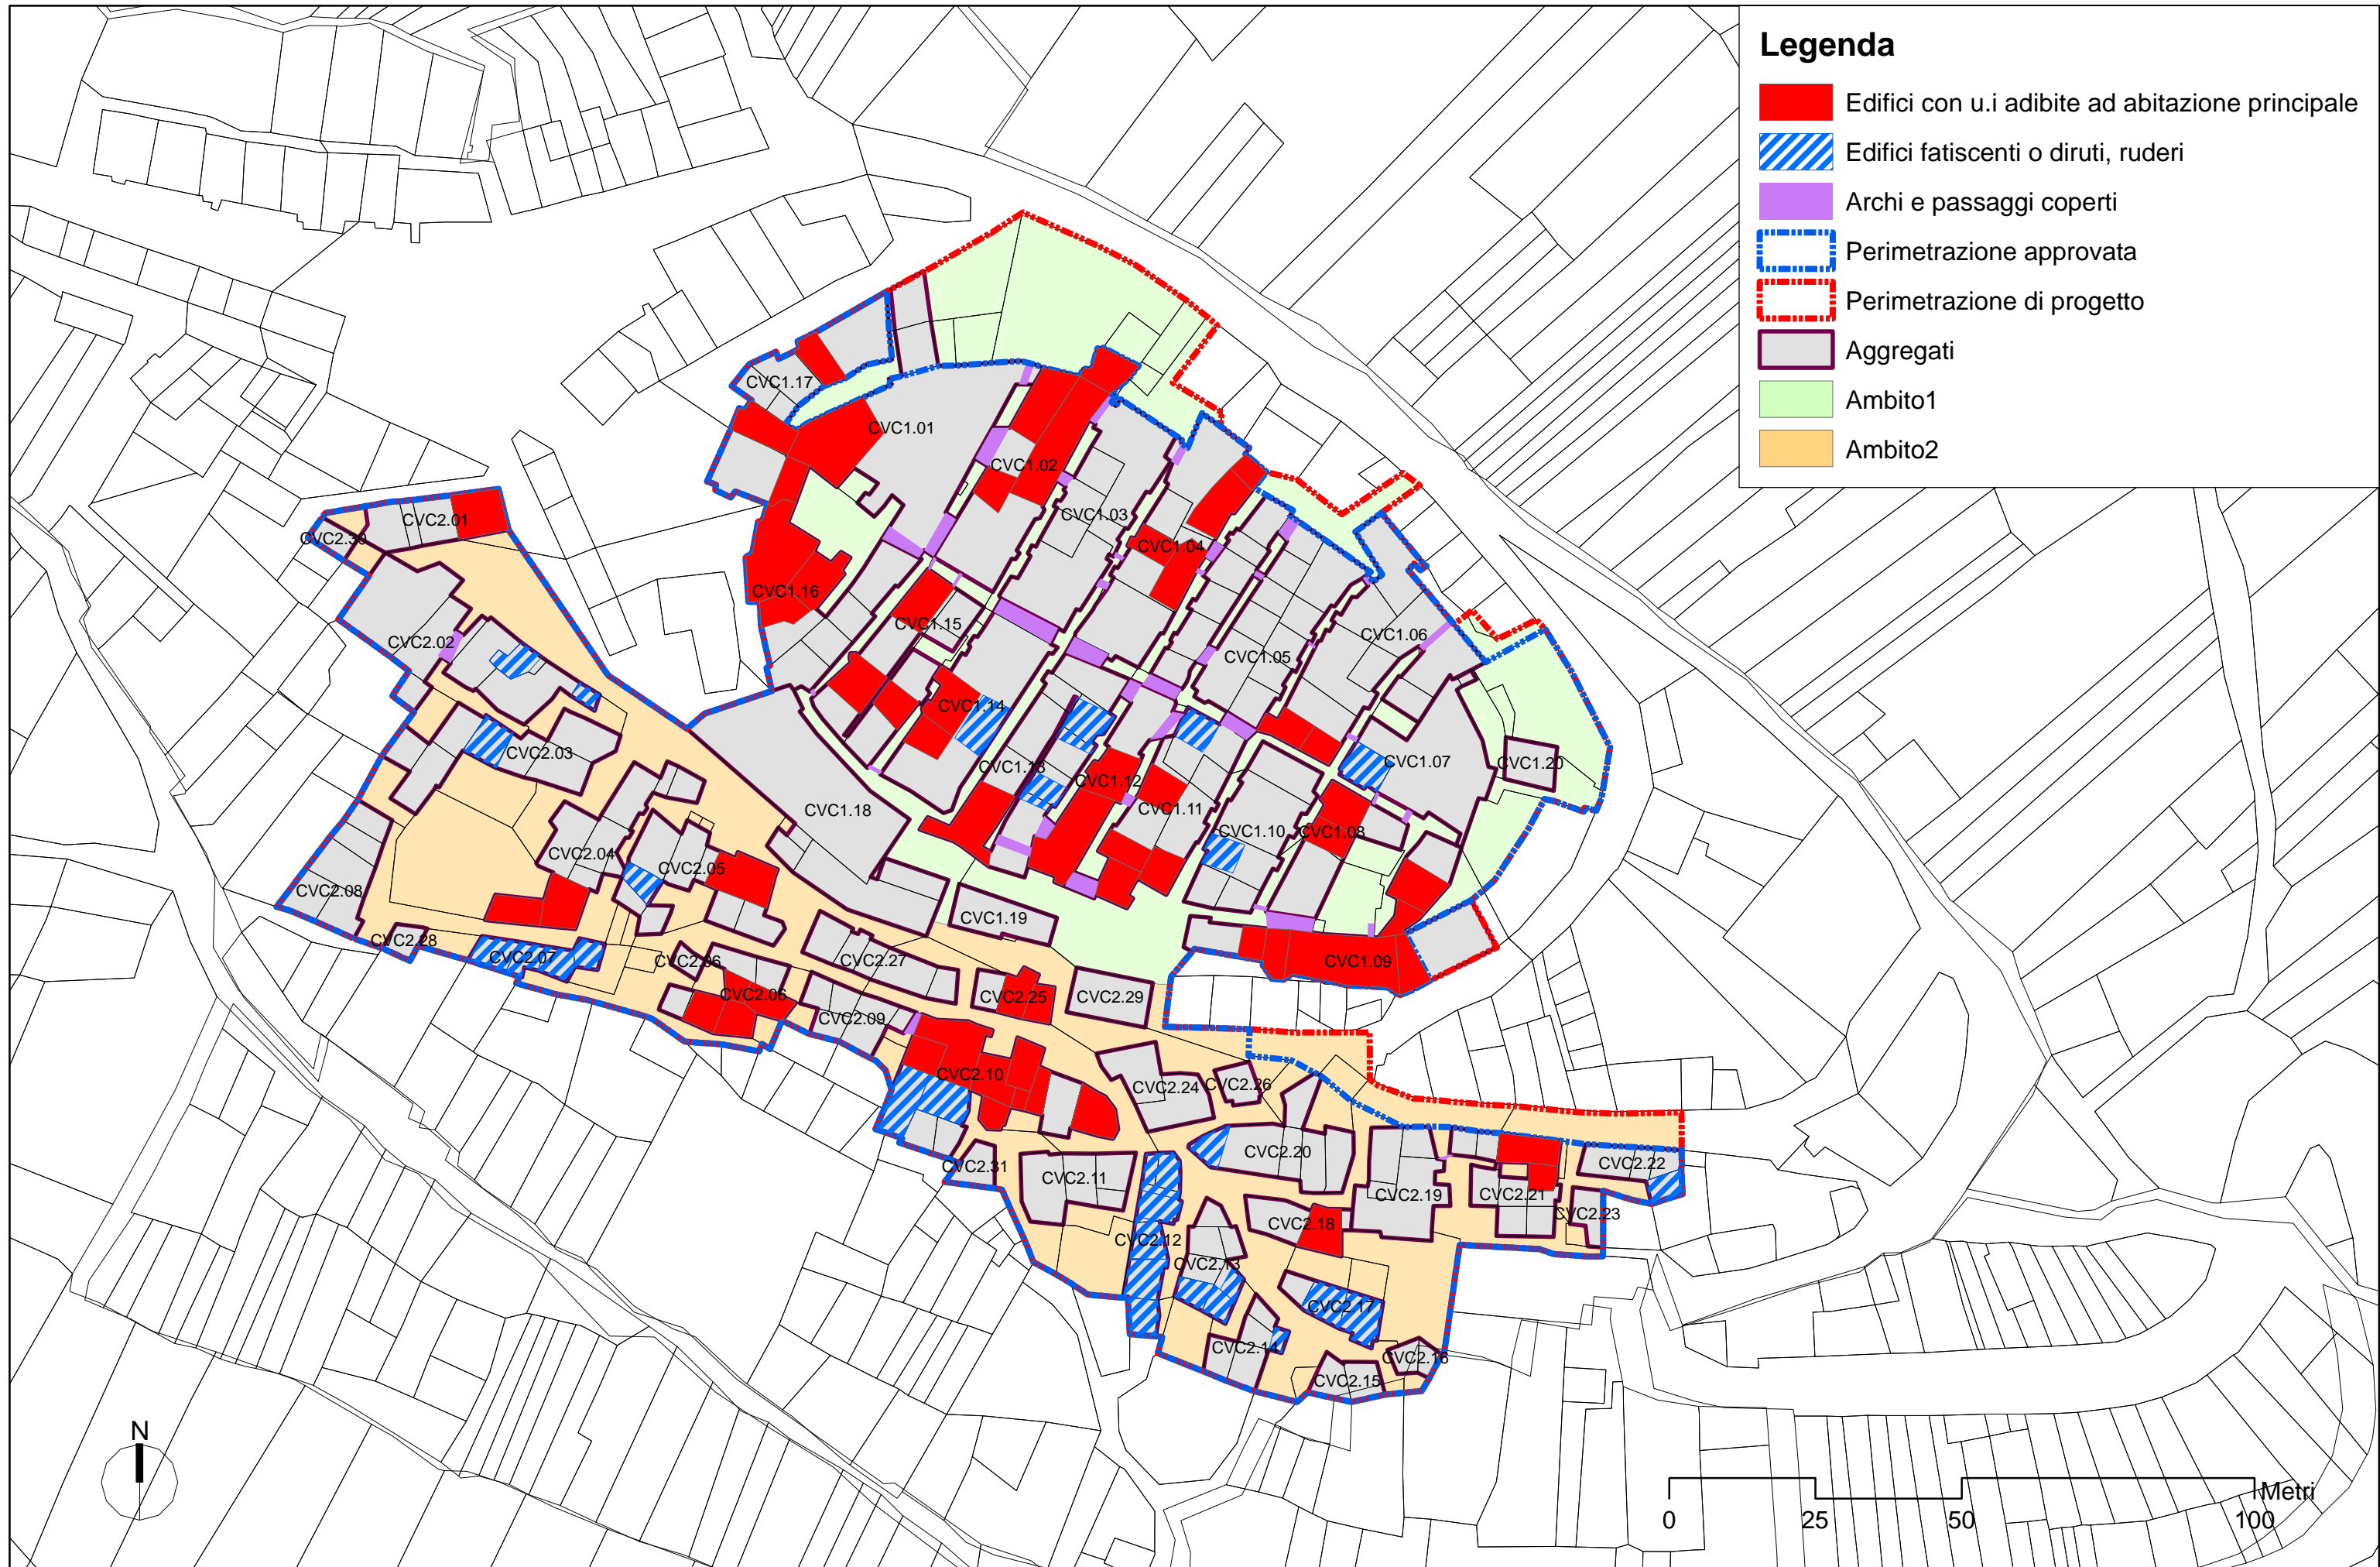 Legenda
Edifici con u.i adibite ad abitazione principale
Edifici fatiscenti o diruti, ruderi
Archi e passaggi coperti
Perimetrazione approvata
Perimetrazione di progetto
Aggregati
Ambito1
Ambito2
CVC1.17
CVC1.01
CVC1.02
CVC1.03
CVC2.01
CVC2.30
CVC1.04
CVC1.16
CVC1.15
CVC1.06
CVC2.02
CVC1.05
CVC1.14
CVC2.03
CVC1.13
CVC1.07
CVC1.20
CVC1.12
CVC1.11
CVC1.18
CVC1.10
CVC1.08
CVC2.04
CVC2.05
CVC2.08
CVC1.19
CVC2.28
CVC2.07
CVC2.06
CVC2.27
CVC1.09
CVC2.06
CVC2.25
CVC2.29
CVC2.09
CVC2.10
CVC2.24
CVC2.26
CVC2.20
CVC2.31
CVC2.11
CVC2.22
CVC2.19
CVC2.21
CVC2.23
CVC2.18
CVC2.12
CVC2.13
CVC2.17
CVC2.14
CVC2.16
CVC2.15
N
Metri
0 25 50 100